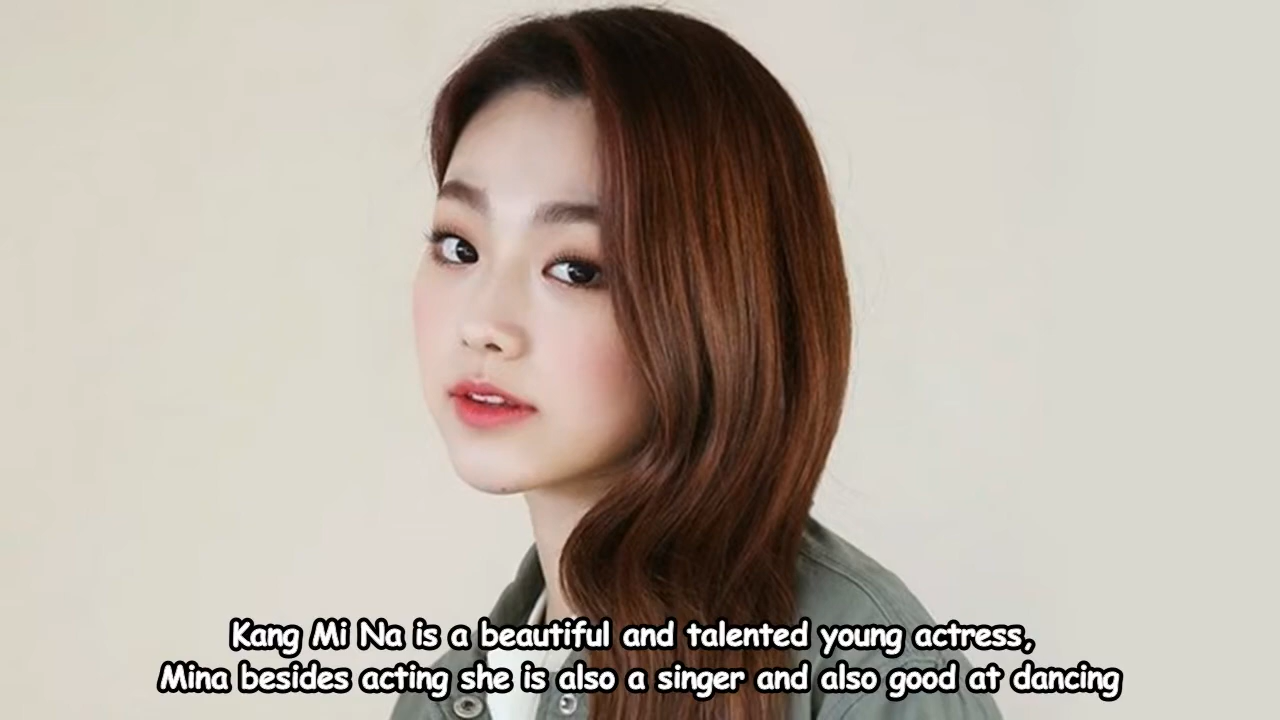 Kang Mi Na is a beautiful and talented young actress,
Mina besides acting she is also a singer and also good at dancing